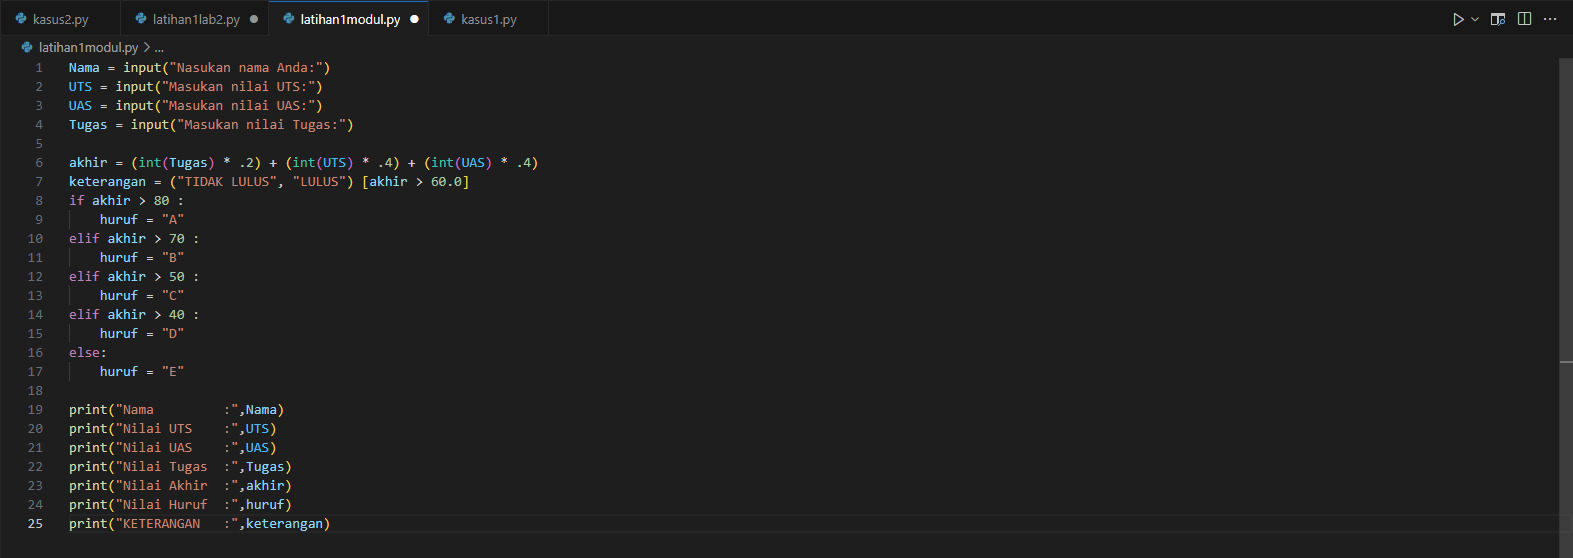 kasus2.py latihan1lab2.py ● latihan1modul.py ● kasus1.py
latihan1modul.py > ...
1 Nama = input("Nasukan nama Anda:")
2 UTS = input("Masukan nilai UTS:")
3 UAS = input("Masukan nilai UAS:")
4 Tugas = input("Masukan nilai Tugas:")
5
6 akhir = (int(Tugas) * .2) + (int(UTS) * .4) + (int(UAS) * .4)
7 keterangan = ("TIDAK LULUS", "LULUS") [akhir > 60.0]
8 if akhir > 80 :
9     huruf = "A"
10 elif akhir > 70 :
11     huruf = "B"
12 elif akhir > 50 :
13     huruf = "C"
14 elif akhir > 40 :
15     huruf = "D"
16 else:
17     huruf = "E"
18
19 print("Nama         :",Nama)
20 print("Nilai UTS    :",UTS)
21 print("Nilai UAS    :",UAS)
22 print("Nilai Tugas  :",Tugas)
23 print("Nilai Akhir  :",akhir)
24 print("Nilai Huruf  :",huruf)
25 print("KETERANGAN   :",keterangan)